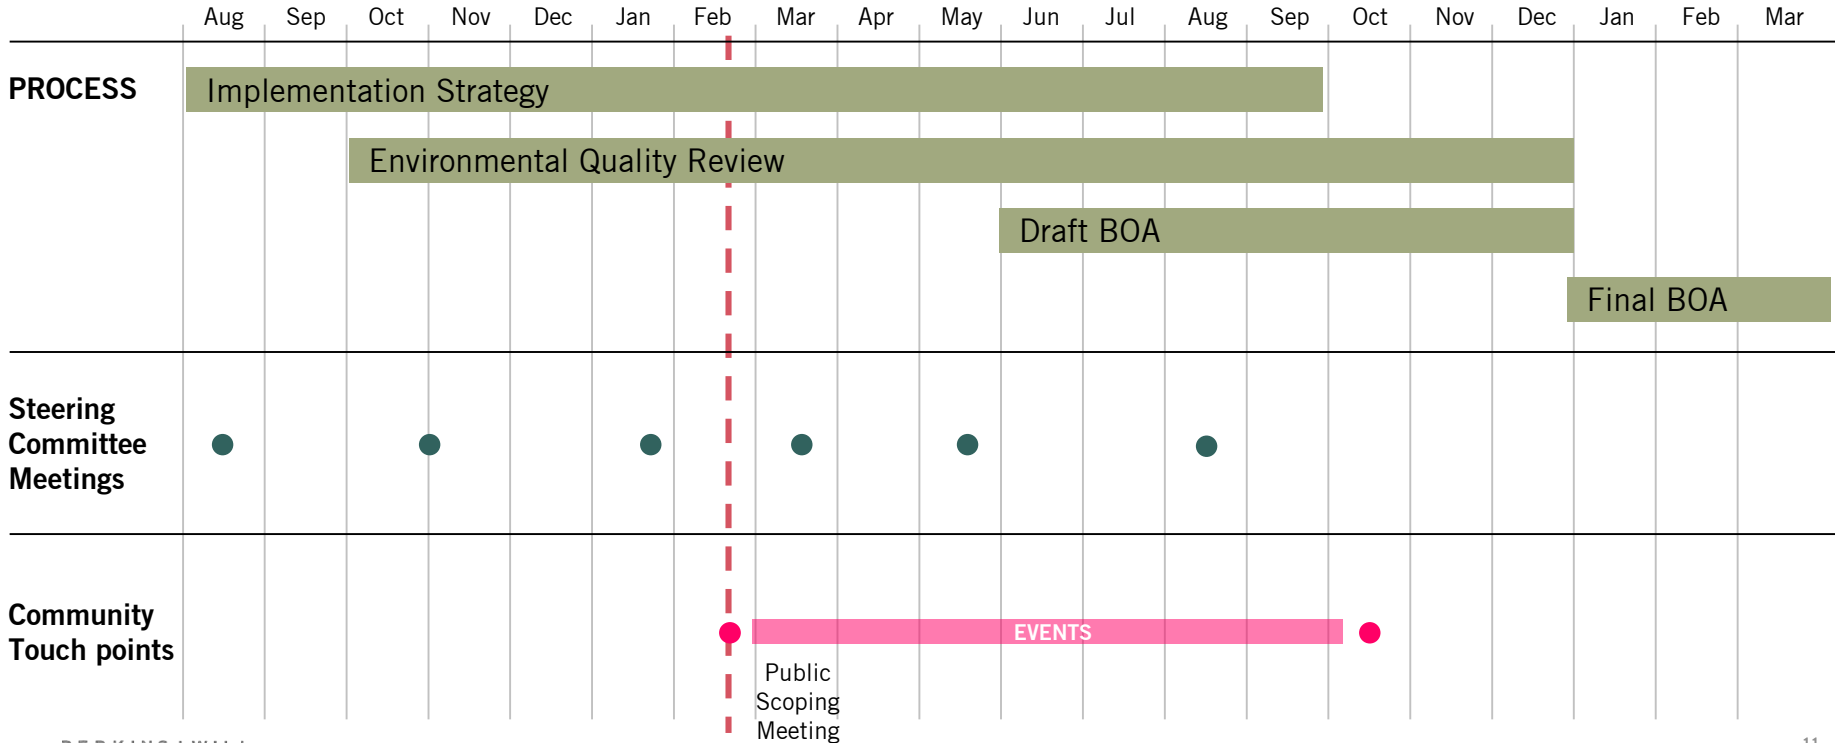 Aug Sep Oct Nov Dec Jan Feb Mar Apr May Jun Jul Aug Sep Oct Nov Dec Jan Feb Mar
PROCESS
Implementation Strategy
Environmental Quality Review
Draft BOA
Final BOA
Steering
Committee
Meetings
Community
Touch points
EVENTS
Public
Scoping
Meeting